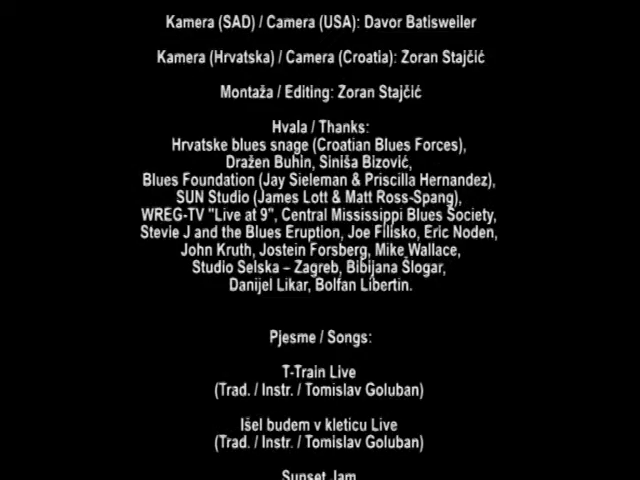 Kamera (SAD) / Camera (USA): Davor Batisweiler
Kamera (Hrvatska) / Camera (Croatia): Zoran Stajčić
Montaža / Editing: Zoran Stajčić
Hvala / Thanks:
Hrvatske blues snage (Croatian Blues Forces),
Dražen Buhin, Siniša Bizović,
Blues Foundation (Jay Sieleman & Priscilla Hernandez),
SUN Studio (James Lott & Matt Ross-Spang),
WREG-TV "Live at 9", Central Mississippi Blues Society,
Stevie J and the Blues Eruption, Joe Filisko, Eric Noden,
John Kruth, Jostein Forsberg, Mike Wallace,
Studio Selska – Zagreb, Bibijana Šlogar,
Danijel Likar, Bolfan Libertin.
Pjesme / Songs:
T-Train Live
(Trad. / Instr. / Tomislav Goluban)
Išel budem v kleticu Live
(Trad. / Instr. / Tomislav Goluban)
Sunset Jam